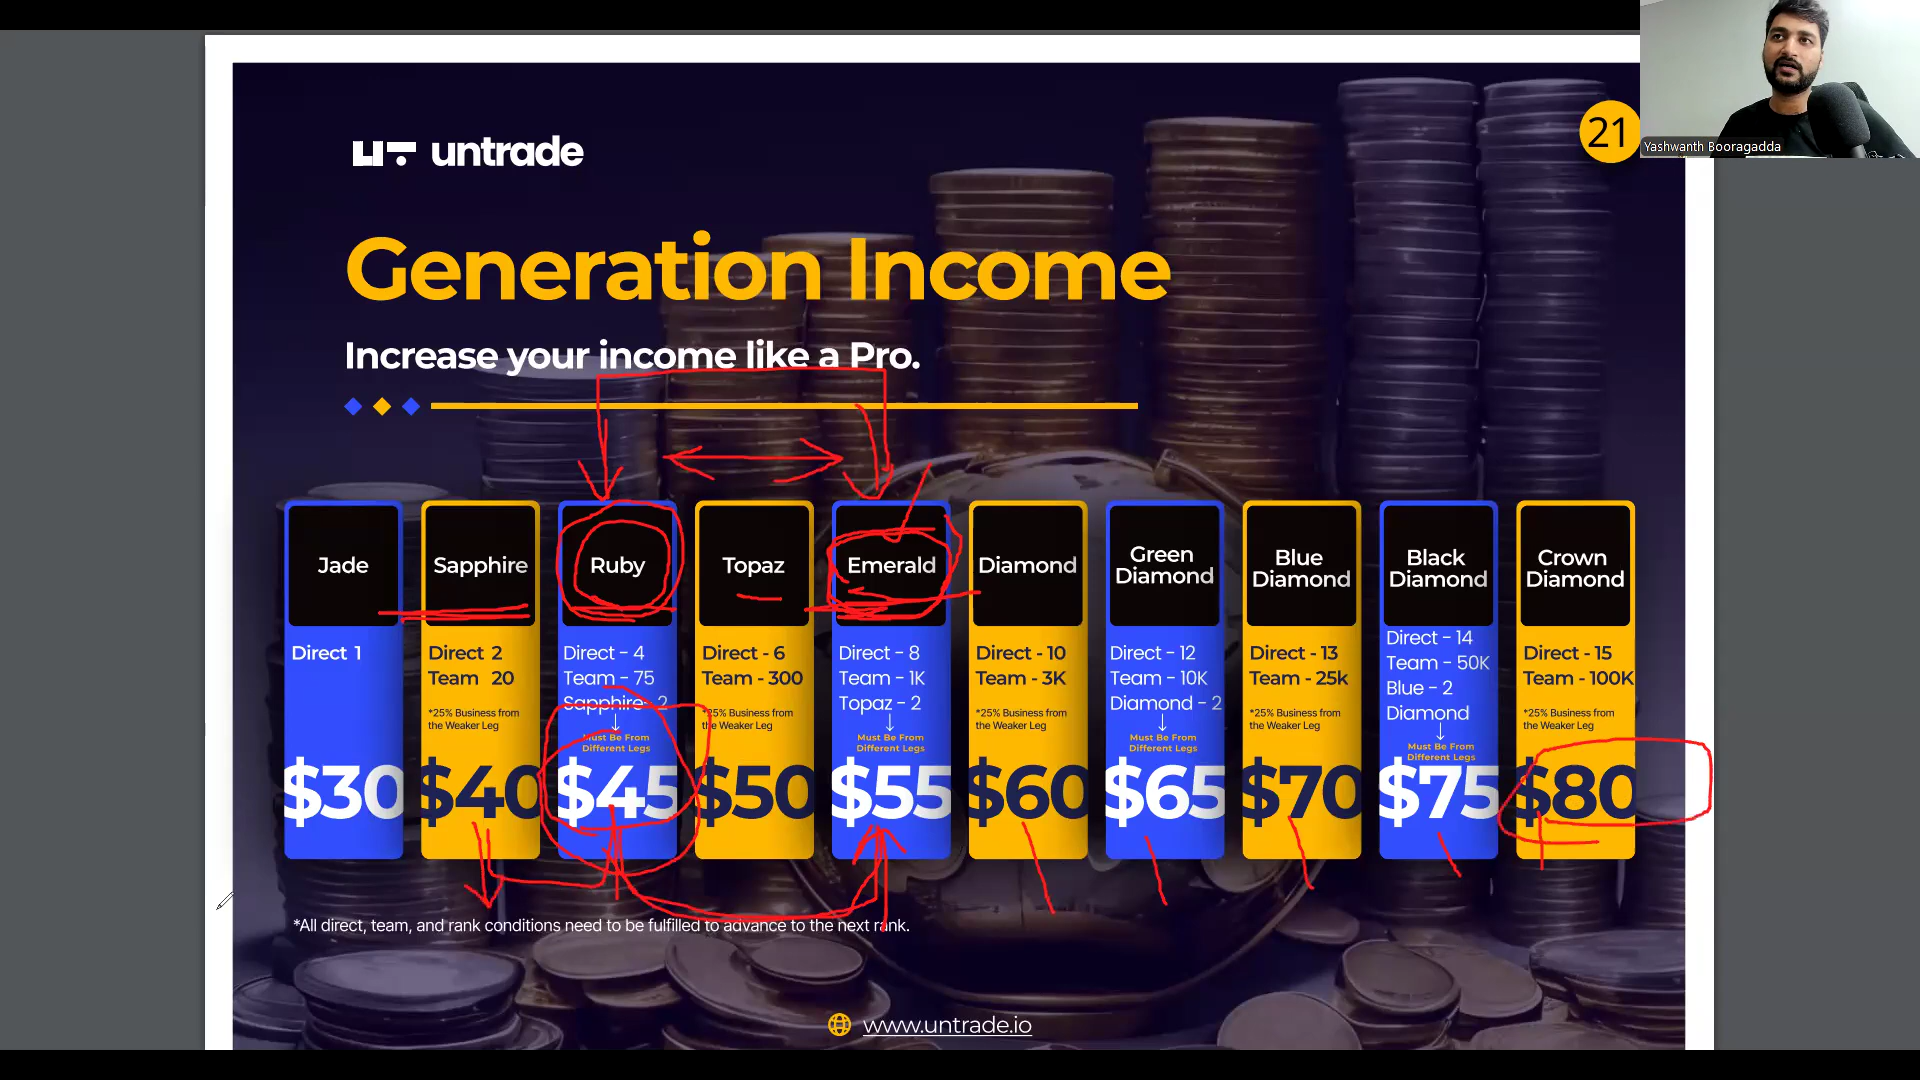 untrade
21
Yashwanth Booragadda
Generation Income
Increase your income like a Pro.
Jade
Direct 1
$30
Sapphire
Direct 2
Team 20
*25% Business from
the Weaker Leg
$40
Ruby
Direct - 4
Team - 75
Sapphire - 2
Must Be From
Different Legs
$45
Topaz
Direct - 6
Team - 300
*25% Business from
the Weaker Leg
$50
Emerald
Direct - 8
Team - 1K
Topaz - 2
Must Be From
Different Legs
$55
Diamond
Direct - 10
Team - 3K
*25% Business from
the Weaker Leg
$60
Green
Diamond
Direct - 12
Team - 10K
Diamond - 2
Must Be From
Different Legs
$65
Blue
Diamond
Direct - 13
Team - 25k
*25% Business from
the Weaker Leg
$70
Black
Diamond
Direct - 14
Team - 50K
Blue - 2
Diamond
Must Be From
Different Legs
$75
Crown
Diamond
Direct - 15
Team - 100K
*25% Business from
the Weaker Leg
$80
*All direct, team, and rank conditions need to be fulfilled to advance to the next rank.
www.untrade.io